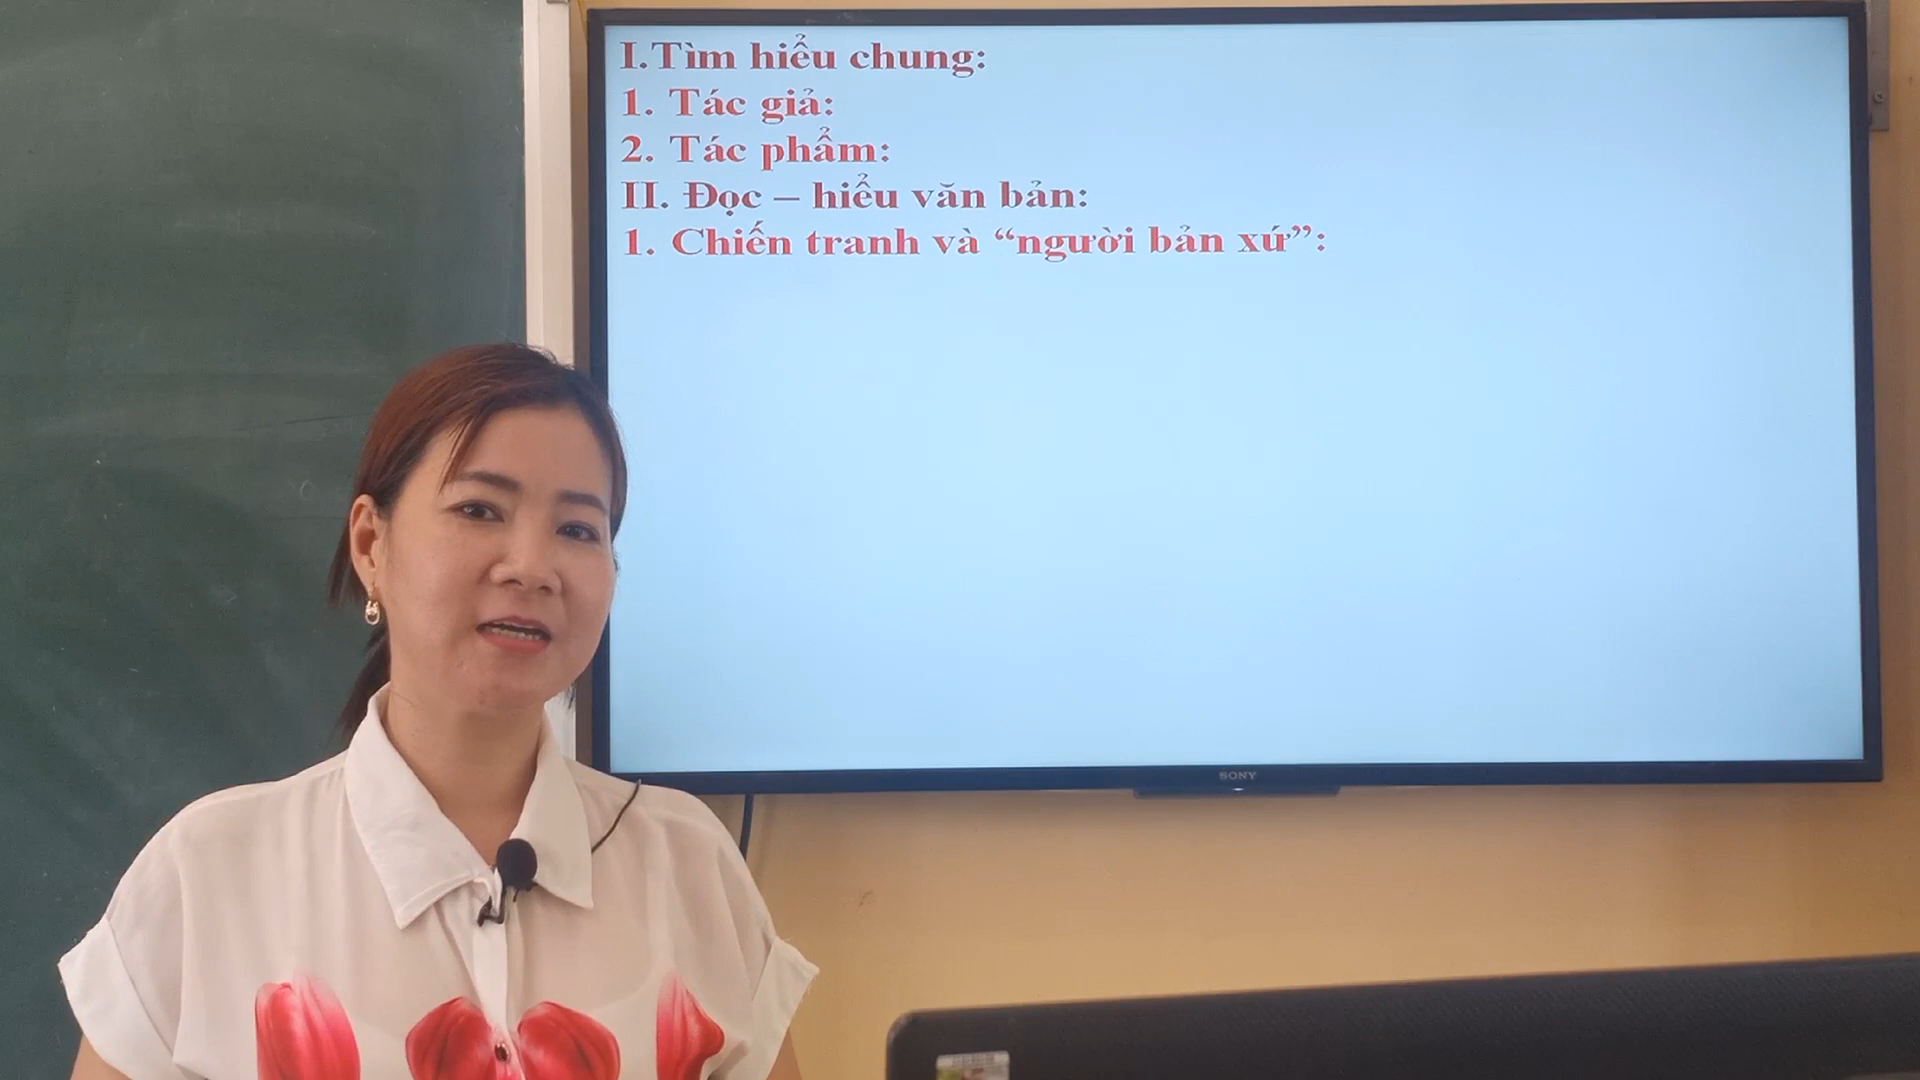 I.Tìm hiểu chung:
1. Tác giả:
2. Tác phẩm:
II. Đọc – hiểu văn bản:
1. Chiến tranh và “người bản xứ”:
SONY